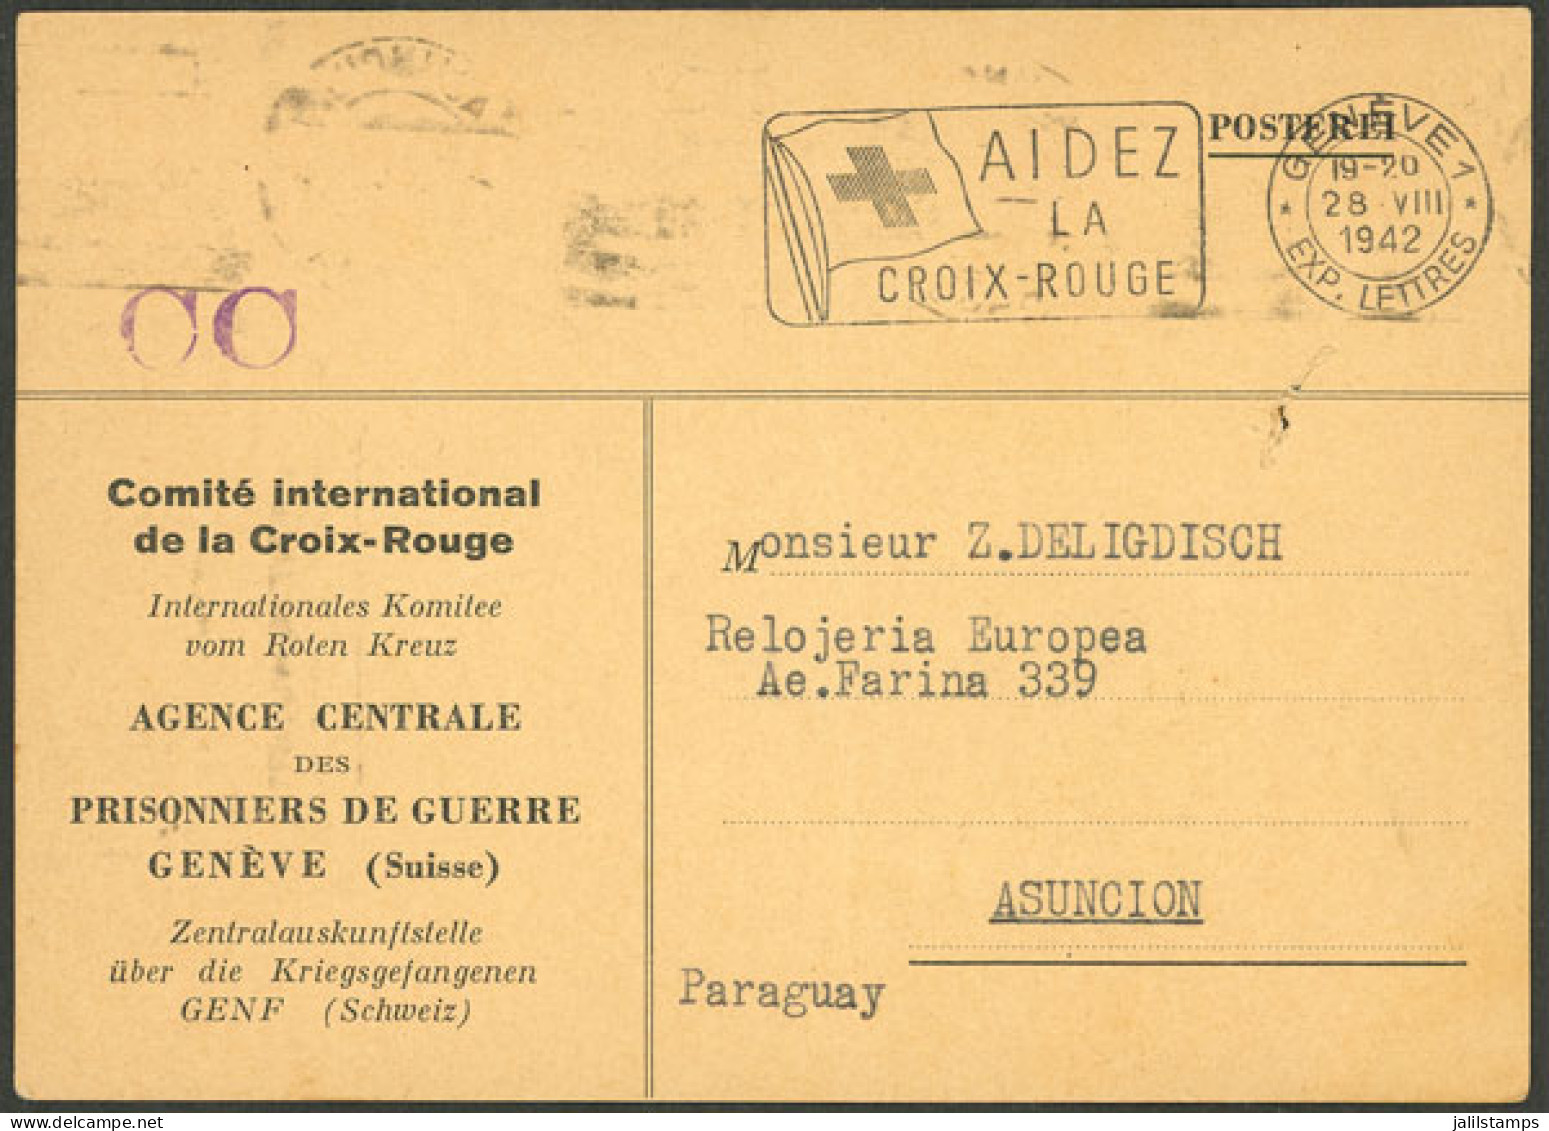 POSTEREI
GENÈVE 1
19-20
28 VIII
1942
* EXP. LETTRES *
AIDEZ
LA
CROIX-ROUGE
CC
Comité international
de la Croix-Rouge
Internationales Komitee
vom Roten Kreuz
AGENCE CENTRALE
DES
PRISONNIERS DE GUERRE
GENÈVE (Suisse)
Zentralauskunftstelle
über die Kriegsgefangenen
GENF (Schweiz)
Monsieur Z.DELIGDISCH
Relojeria Europea
Ae.Farina 339
ASUNCION
Paraguay
jalilstamps